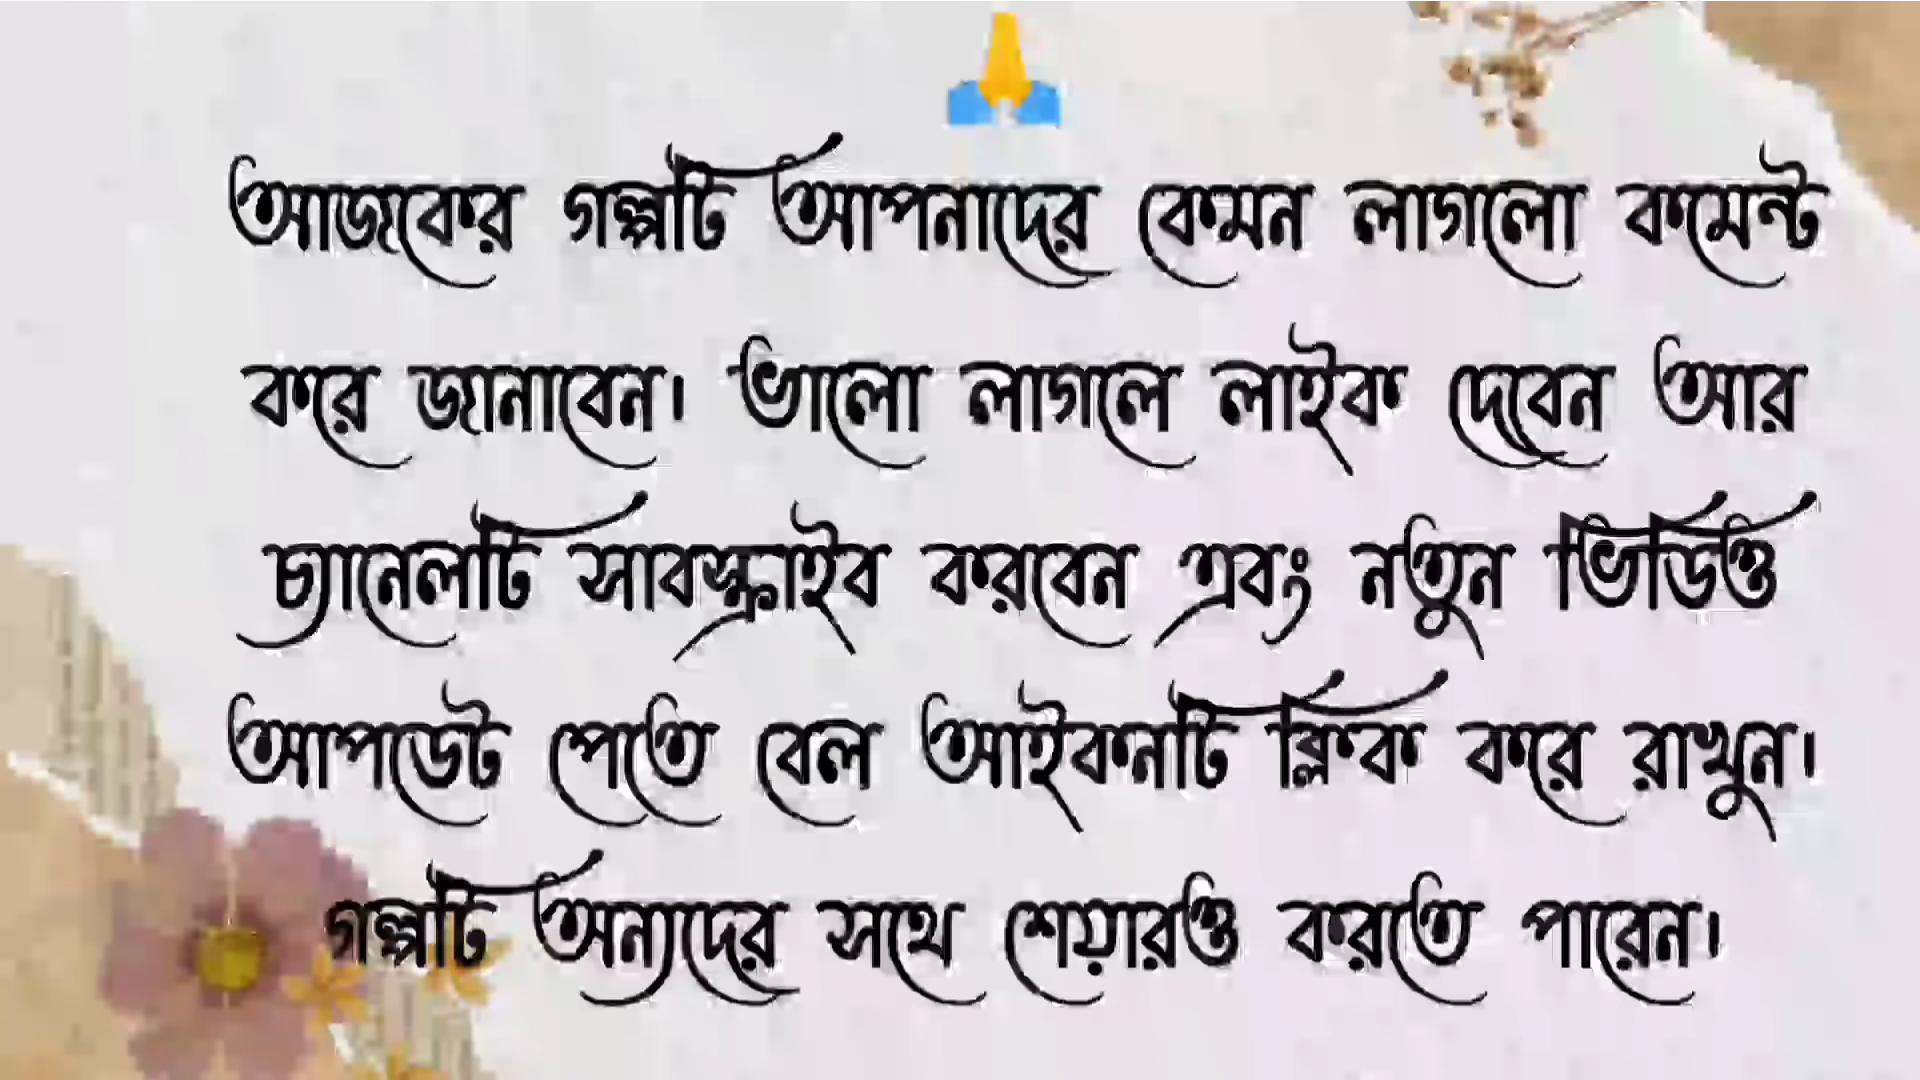 আজকের গল্পটি আপনাদের কেমন লাগলো কমেন্ট
করে জানাবেন। ভালো লাগলে লাইক দেবেন আর
চ্যানেলটি সাবস্ক্রাইব করবেন এবং নতুন ভিডিও
আপডেট পেতে বেল আইকনটি ক্লিক করে রাখুন।
গল্পটি অন্যদের সথে শেয়ারও করতে পারেন।